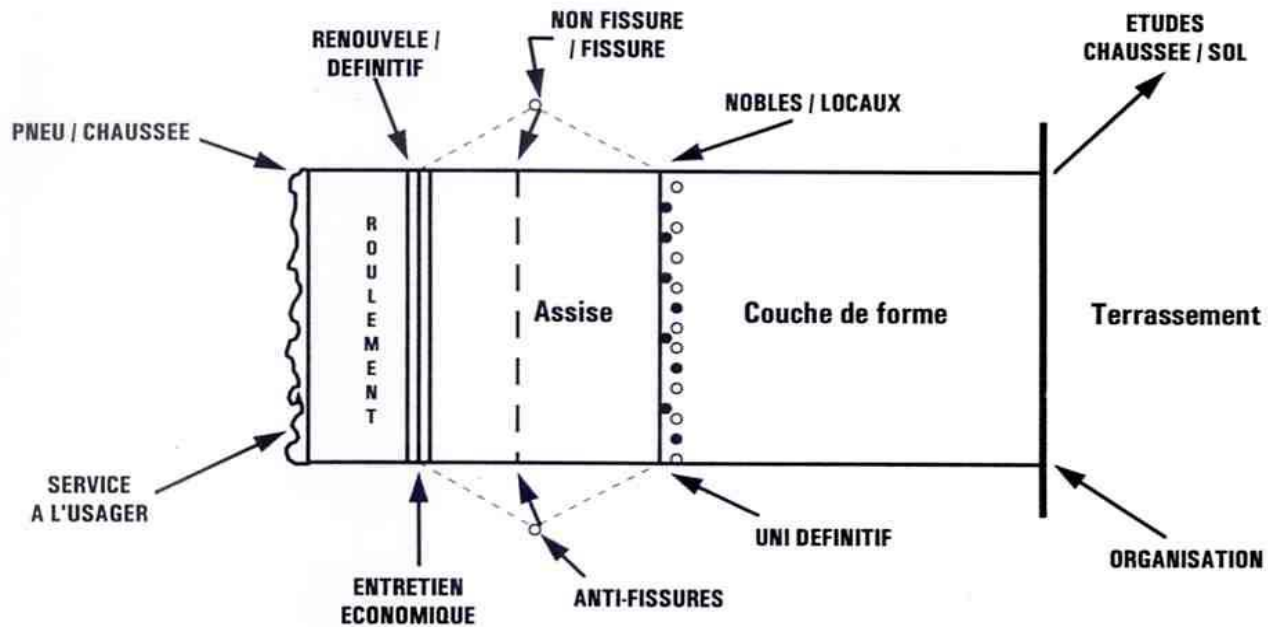 NON FISSURE
/ FISSURE
ETUDES
CHAUSSEE / SOL
RENOUVELE /
DEFINITIF
NOBLES / LOCAUX
PNEU / CHAUSSEE
ROULEMENT
Assise
Couche de forme
Terrassement
SERVICE
A L'USAGER
UNI DEFINITIF
ORGANISATION
ENTRETIEN
ECONOMIQUE
ANTI-FISSURES